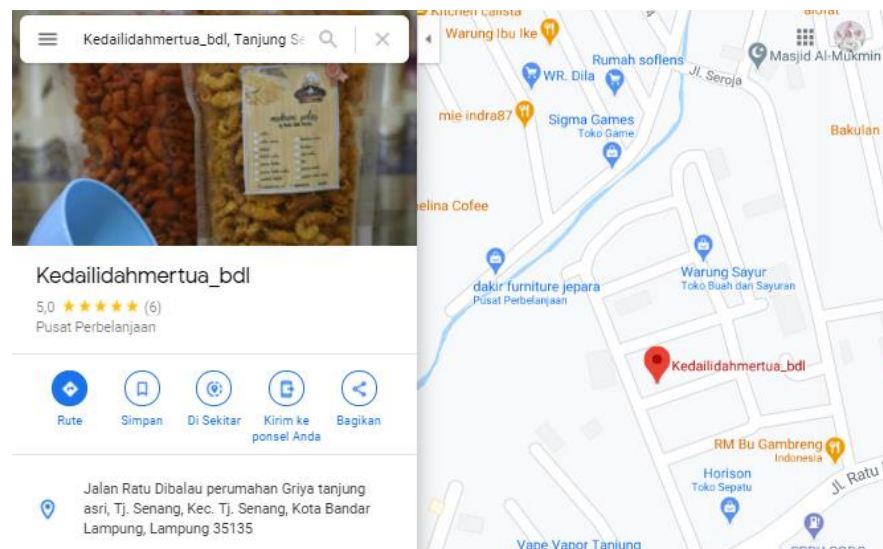 Kedailidahmertua_bdl, Tanjung Se
Kedailidahmertua_bdl
5,0 (6)
Pusat Perbelanjaan
Rute
Simpan
Di Sekitar
Kirim ke
ponsel Anda
Bagikan
Jalan Ratu Dibalau perumahan Griya tanjung
asri, Tj. Senang, Kec. Tj. Senang, Kota Bandar
Lampung, Lampung 35135
Warung Ibu Ike
WR. Dila
Rumah soflens
Jl. Seroja
Masjid Al-Mukmin
mie indra87
Sigma Games
Toko Game
Bakulan
elina Cofee
dakir furniture jepara
Pusat Perbelanjaan
Warung Sayur
Toko Buah dan Sayuran
Kedailidahmertua_bdl
RM Bu Gambreng
Indonesia
Horison
Toko Sepatu
Jl. Ratu
Vape Vapor Tanjung